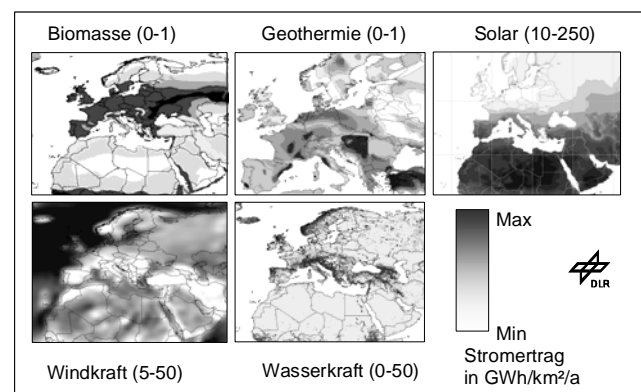 Biomasse (0-1)
Geothermie (0-1)
Solar (10-250)
Max
DLR
Min
Windkraft (5-50)
Wasserkraft (0-50)
Stromertrag
in GWh/km²/a